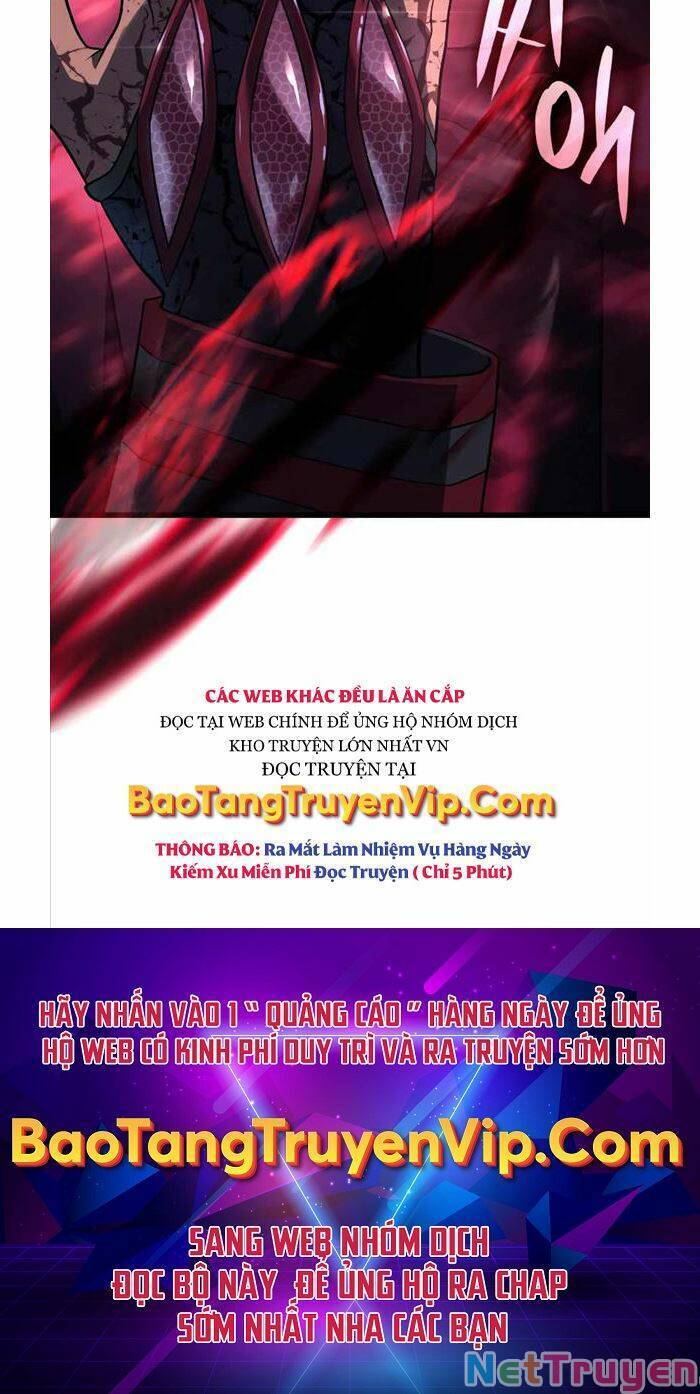 CÁC WEB KHÁC ĐỀU LÀ ĂN CẮP
ĐỌC TẠI WEB CHÍNH ĐỂ ỦNG HỘ NHÓM DỊCH
KHO TRUYỆN LỚN NHẤT VN
ĐỌC TRUYỆN TẠI
BaoTangTruyenVip.Com
THÔNG BÁO: Ra Mắt Làm Nhiệm Vụ Hàng Ngày
Kiếm Xu Miễn Phí Đọc Truyện ( Chỉ 5 Phút)
HÃY NHẤN VÀO 1 “ QUẢNG CÁO ” HÀNG NGÀY ĐỂ ỦNG
HỘ WEB CÓ KINH PHÍ DUY TRÌ VÀ RA TRUYỆN SỚM HƠN
BaoTangTruyenVip.Com
SANG WEB NHÓM DỊCH
ĐỌC BỘ NÀY ĐỂ ỦNG HỘ RA CHAP
SỚM NHẤT NHA CÁC BẠN
NetTruyen